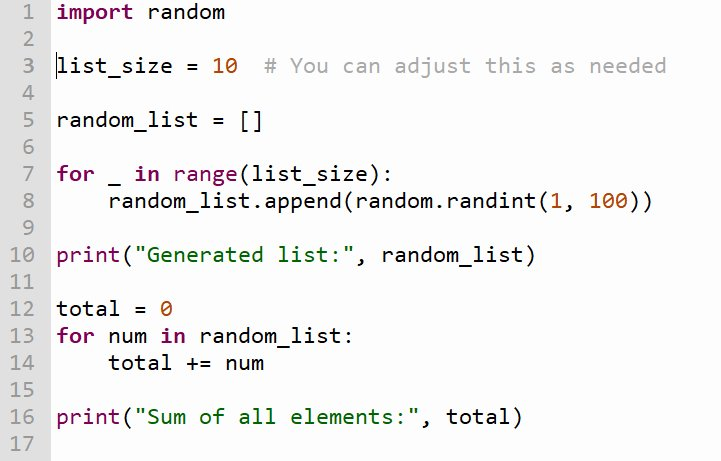 1 import random
2
3 list_size = 10  # You can adjust this as needed
4
5 random_list = []
6
7 for _ in range(list_size):
8     random_list.append(random.randint(1, 100))
9
10 print("Generated list:", random_list)
11
12 total = 0
13 for num in random_list:
14     total += num
15
16 print("Sum of all elements:", total)
17